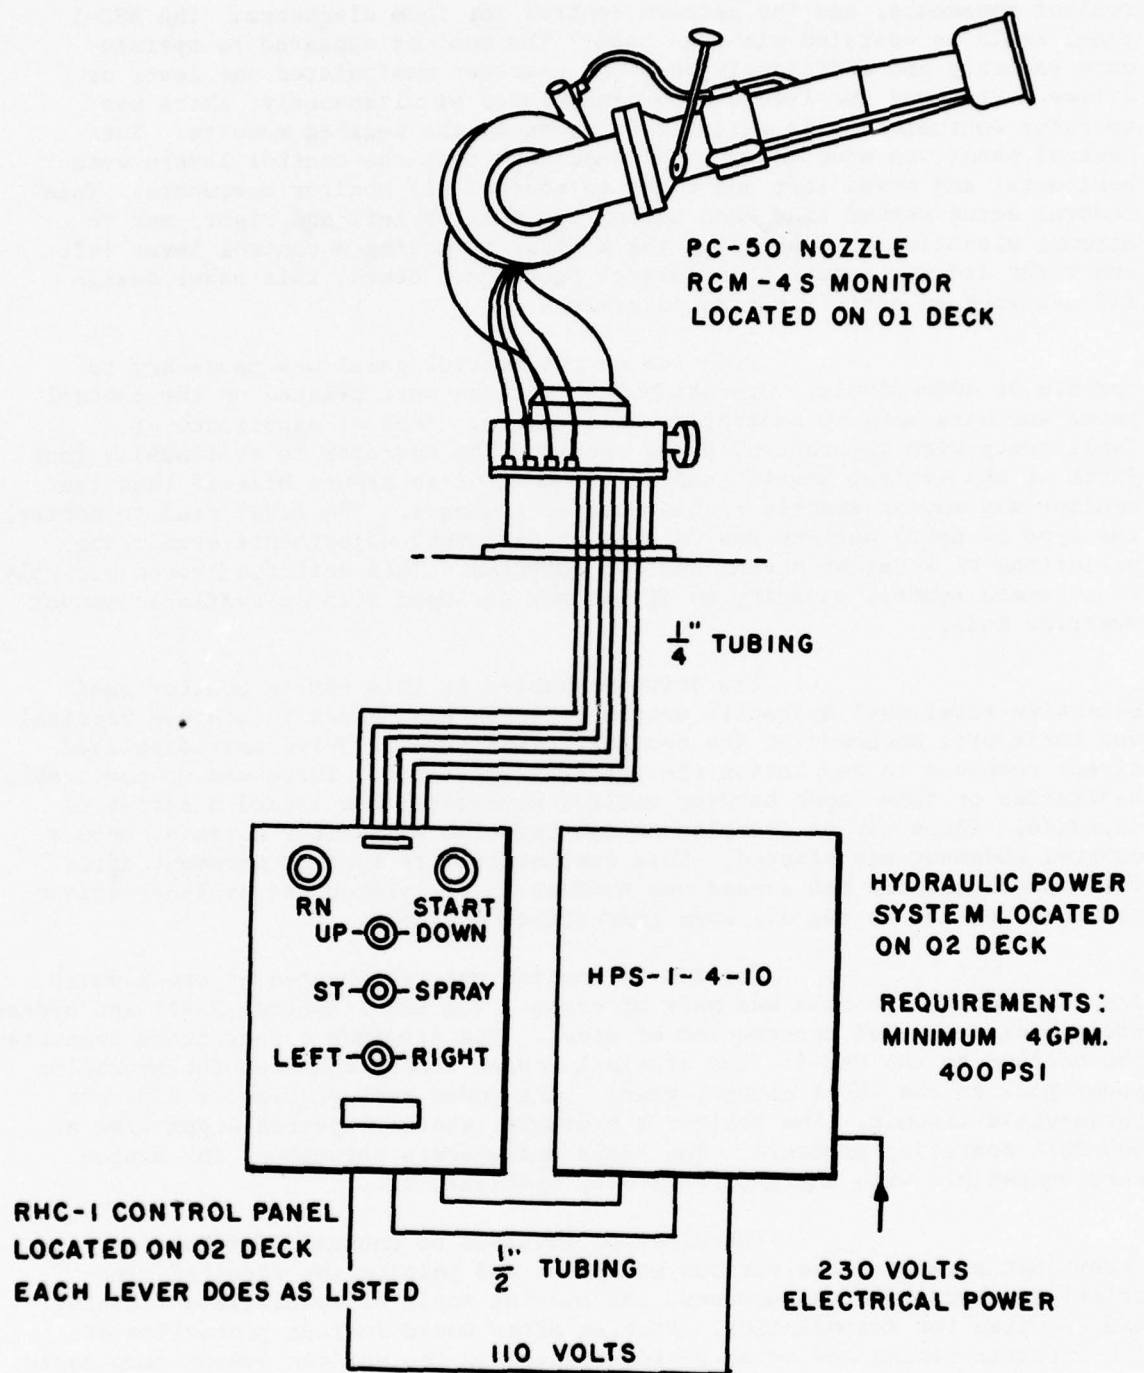 PC-50 NOZZLE
RCM-4S MONITOR
LOCATED ON 01 DECK
1/4" TUBING
RN START
UP DOWN
ST SPRAY
LEFT RIGHT
HPS-1-4-10
HYDRAULIC POWER
SYSTEM LOCATED
ON 02 DECK
REQUIREMENTS:
MINIMUM 4GPM.
400 PSI
RHC-1 CONTROL PANEL
LOCATED ON 02 DECK
EACH LEVER DOES AS LISTED
1/2" TUBING
230 VOLTS
ELECTRICAL POWER
110 VOLTS